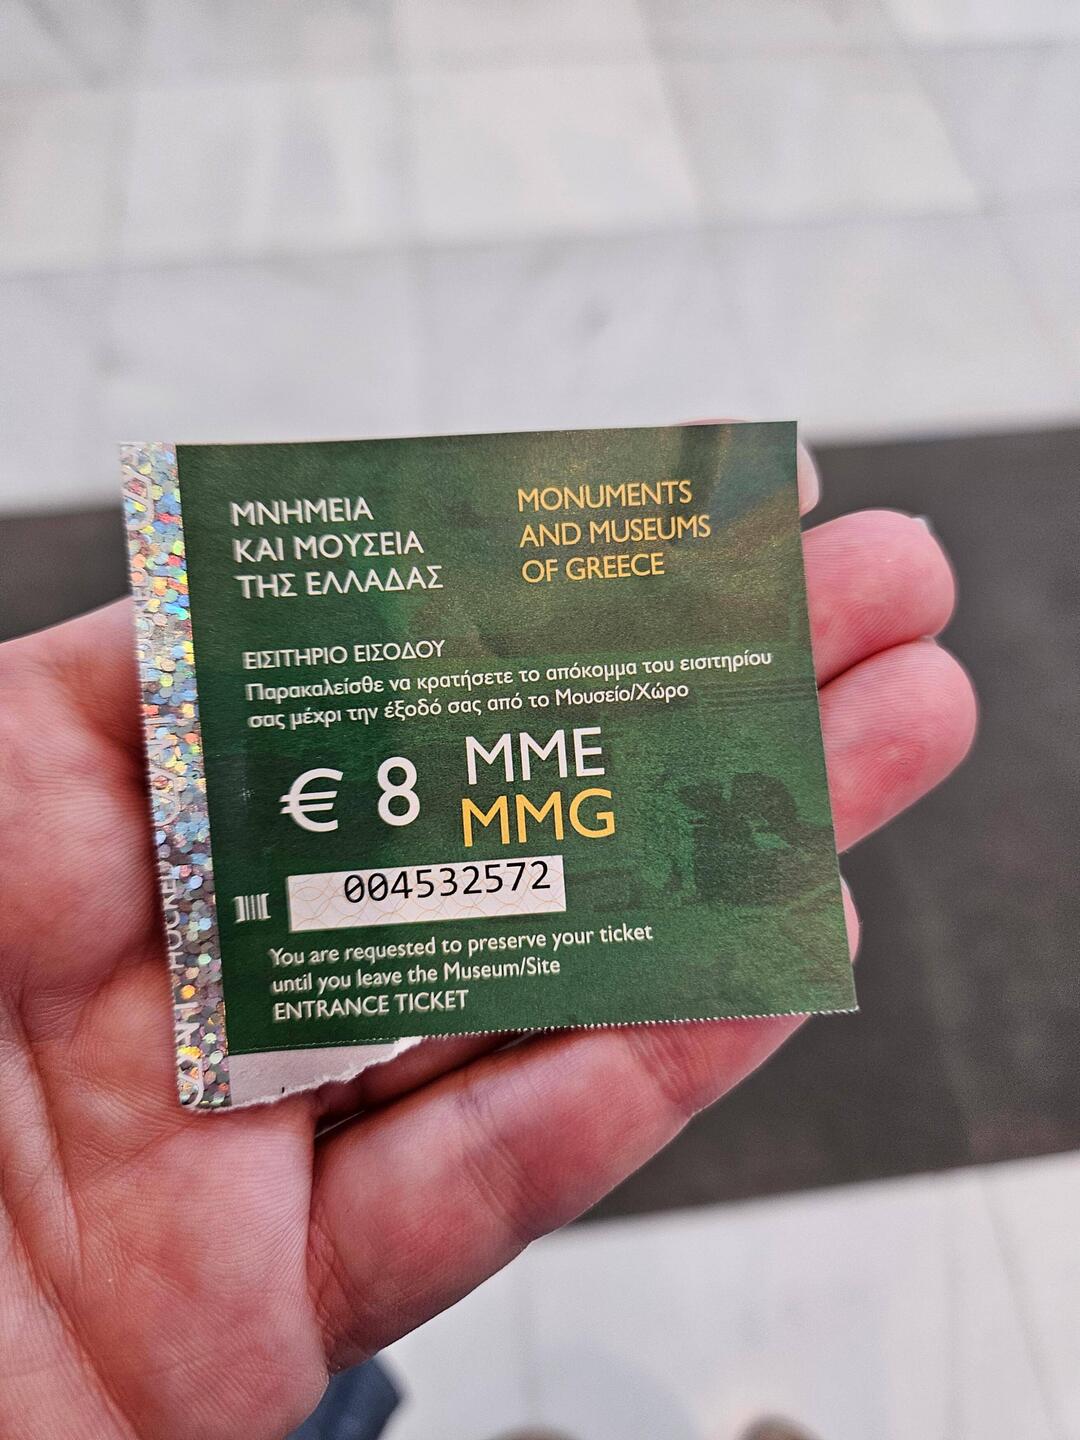 ΜΝΗΜΕΙΑ
ΚΑΙ ΜΟΥΣΕΙΑ
ΤΗΣ ΕΛΛΑΔΑΣ
MONUMENTS
AND MUSEUMS
OF GREECE
ΕΙΣΙΤΗΡΙΟ ΕΙΣΟΔΟΥ
Παρακαλείσθε να κρατήσετε το απόκομμα του εισιτηρίου
σας μέχρι την έξοδό σας από το Μουσείο/Χώρο
€ 8
ΜΜΕ
MMG
004532572
You are requested to preserve your ticket
until you leave the Museum/Site
ENTRANCE TICKET